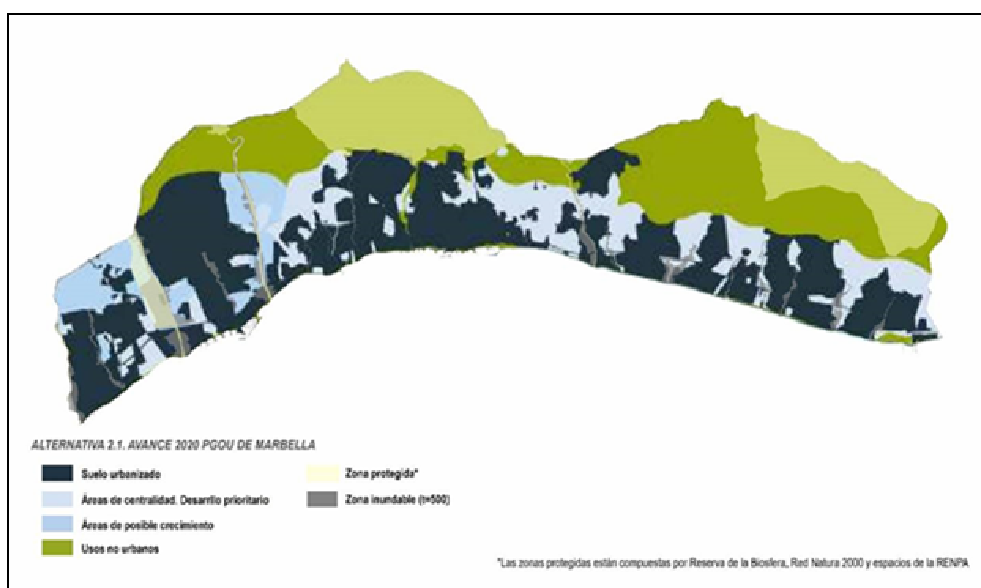 ALTERNATIVA 2.1. AVANCE 2020 PGOU DE MARBELLA
Suelo urbanizado
Áreas de centralidad. Desarrllo prioritario
Áreas de posible crecimiento
Usos no urbanos
Zona protegida*
Zona inundable (t=500)
*Las zonas protegidas están compuestas por Reserva de la Biosfera, Red Natura 2000 y espacios de la RENPA